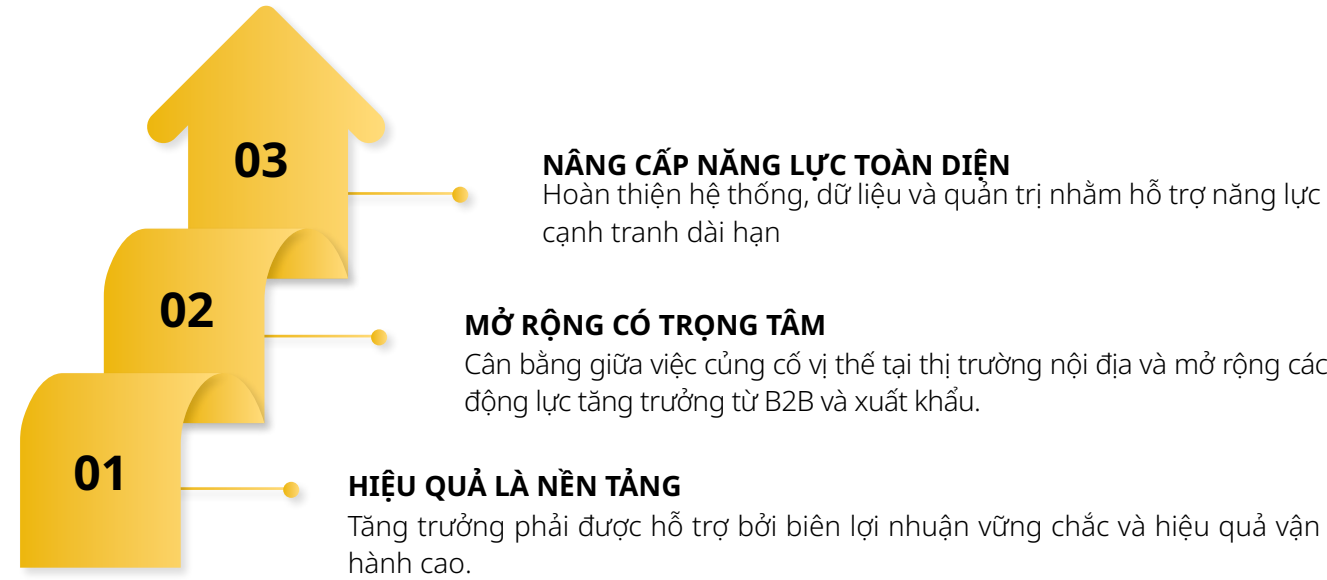 03
NÂNG CẤP NĂNG LỰC TOÀN DIỆN
Hoàn thiện hệ thống, dữ liệu và quản trị nhằm hỗ trợ năng lực
cạnh tranh dài hạn
02
MỞ RỘNG CÓ TRỌNG TÂM
Cân bằng giữa việc củng cố vị thế tại thị trường nội địa và mở rộng các
động lực tăng trưởng từ B2B và xuất khẩu.
01
HIỆU QUẢ LÀ NỀN TẢNG
Tăng trưởng phải được hỗ trợ bởi biên lợi nhuận vững chắc và hiệu quả vận
hành cao.